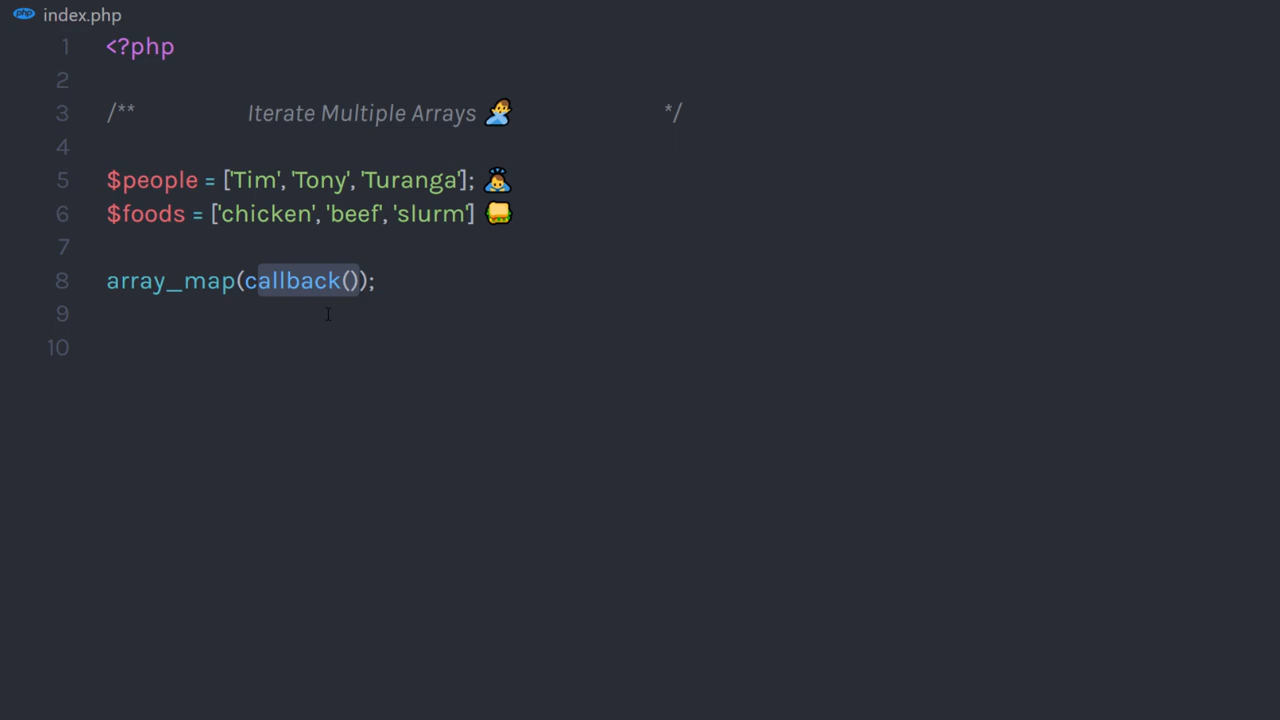 php index.php
1 <?php
2
3 /** Iterate Multiple Arrays 🤦 */
4
5 $people = ['Tim', 'Tony', 'Turanga']; 🙇
6 $foods = ['chicken', 'beef', 'slurm'] 🥪
7
8 array_map(callback());
9
10